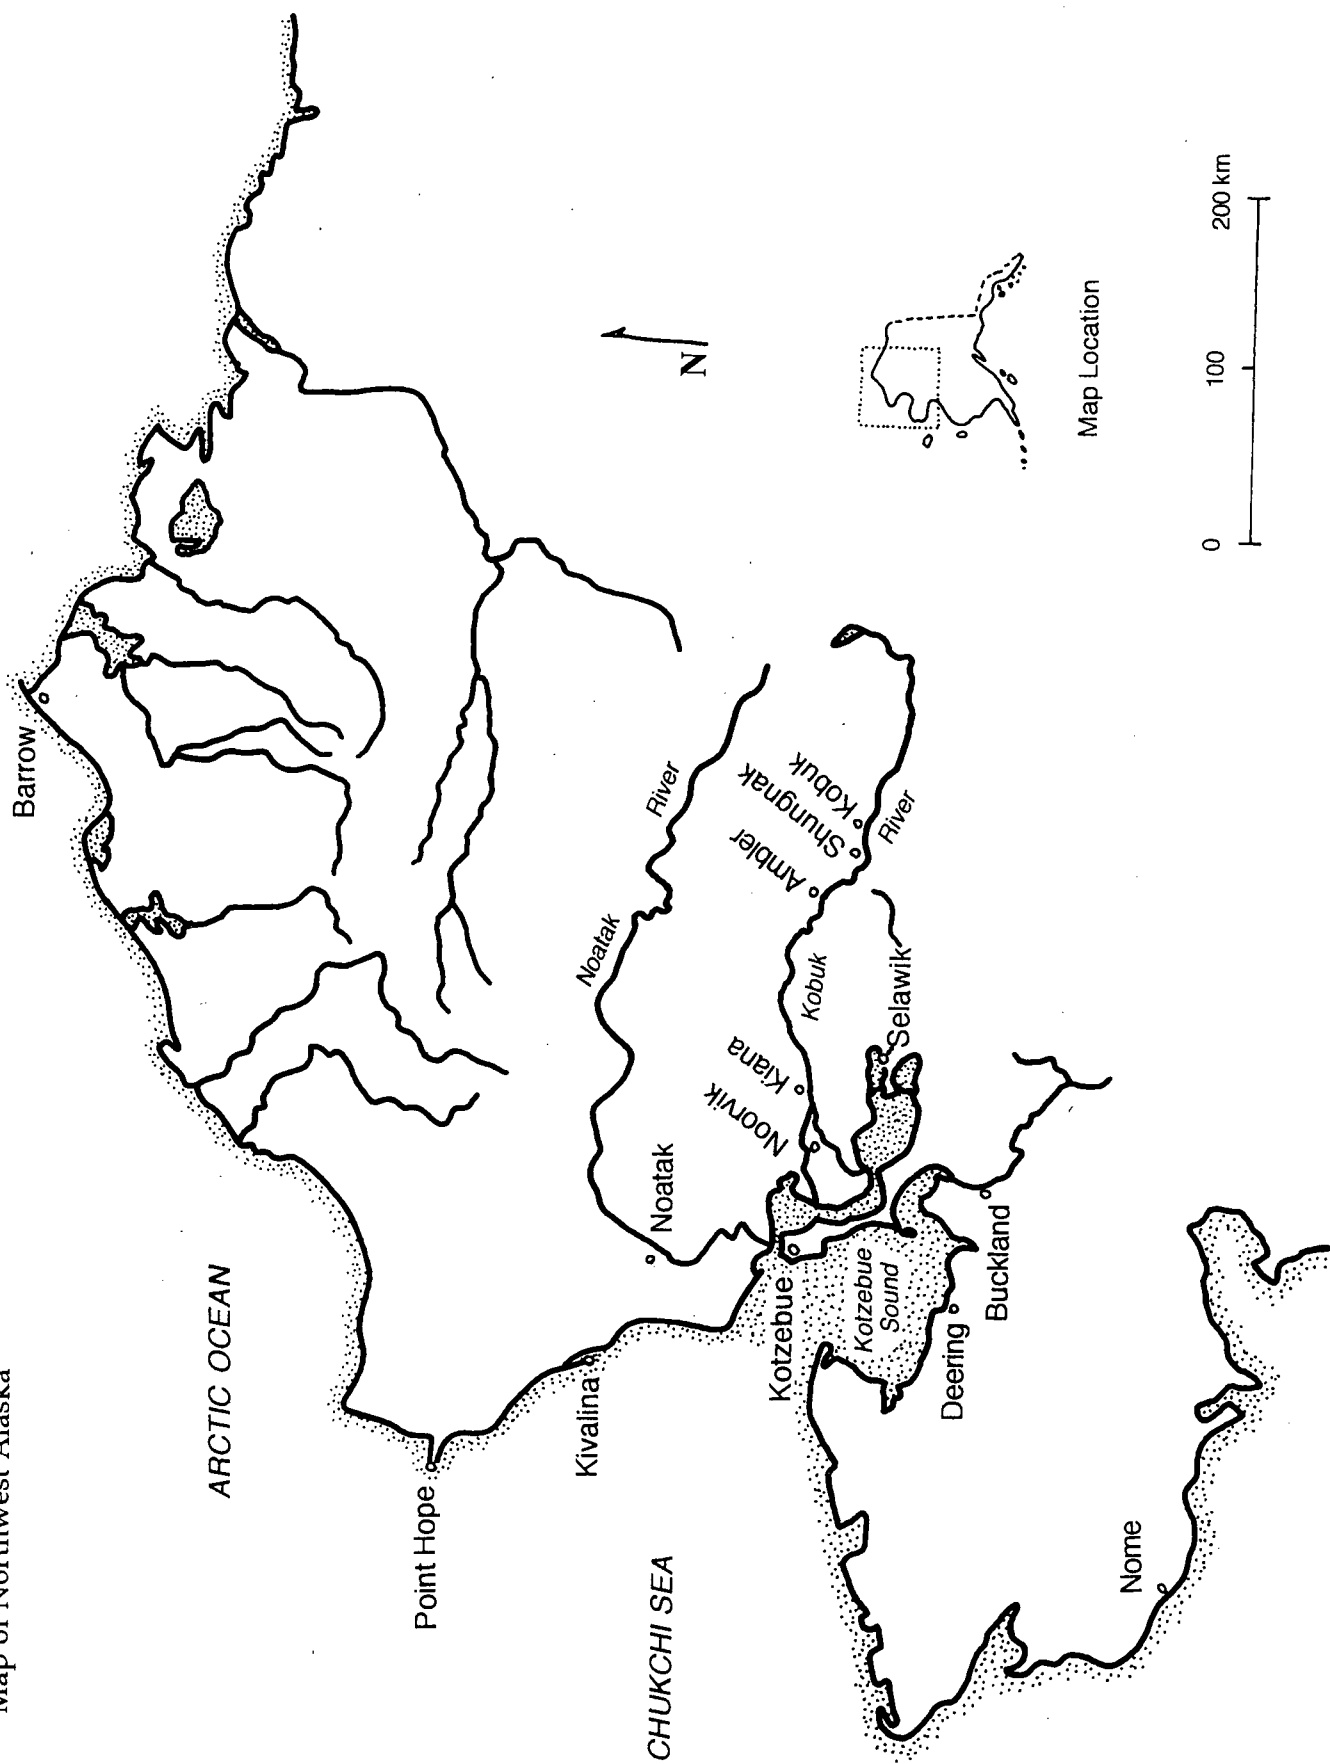 Map of Northwest Alaska
Barrow
ARCTIC OCEAN
Point Hope
Kivalina
CHUKCHI SEA
Noatak
River
Noatak
N
Kotzebue
Kotzebue
Sound
Noorvik
Kiana
Kobuk
Ambler
Shungnak
Kobuk
River
Selawik
Deering
Buckland
Nome
Map Location
0
100
200 km